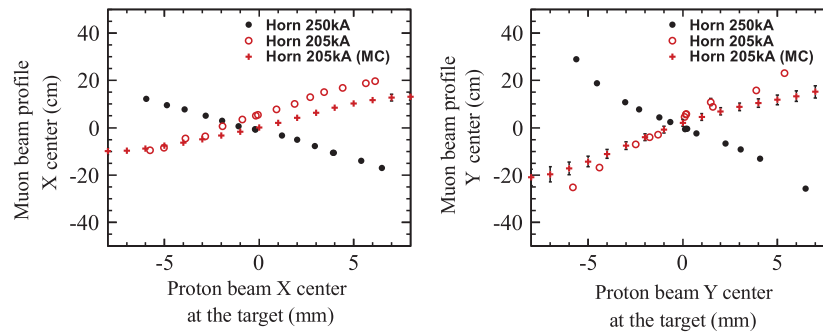 Muon beam profile
X center (cm)
40
20
0
-20
-40
Horn 250kA
Horn 205kA
Horn 205kA (MC)
-5
0
5
Proton beam X center
at the target (mm)
Muon beam profile
Y center (cm)
40
20
0
-20
-40
Horn 250kA
Horn 205kA
Horn 205kA (MC)
-5
0
5
Proton beam Y center
at the target (mm)